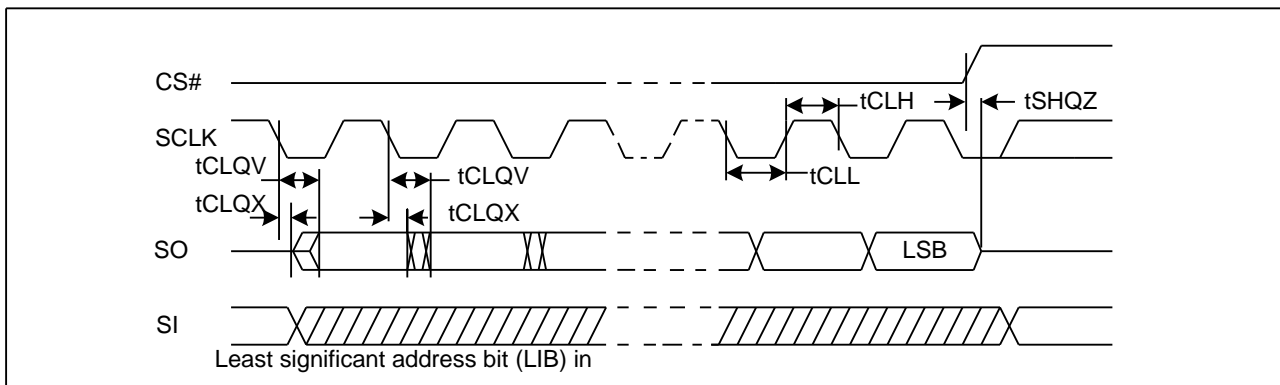 CS#
tCLH
tSHQZ
SCLK
tCLQV
tCLQV
tCLL
tCLQX
tCLQX
SO
LSB
SI
Least significant address bit (LIB) in